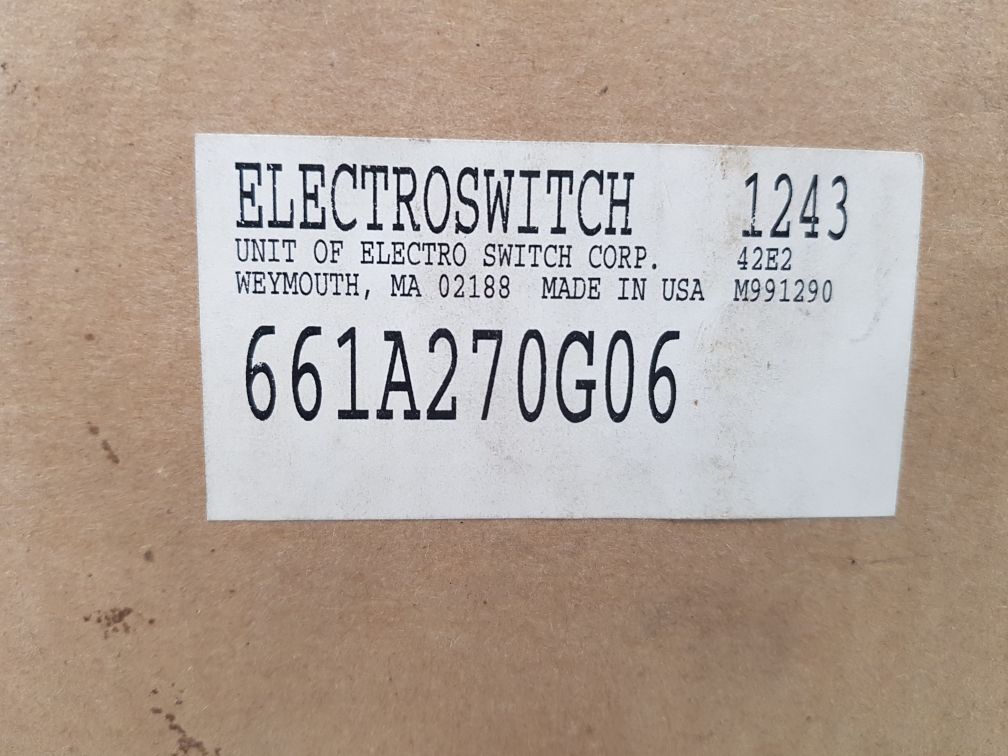 ELECTROSWITCH 1243
UNIT OF ELECTRO SWITCH CORP. 42E2
WEYMOUTH, MA 02188 MADE IN USA M991290
661A270G06